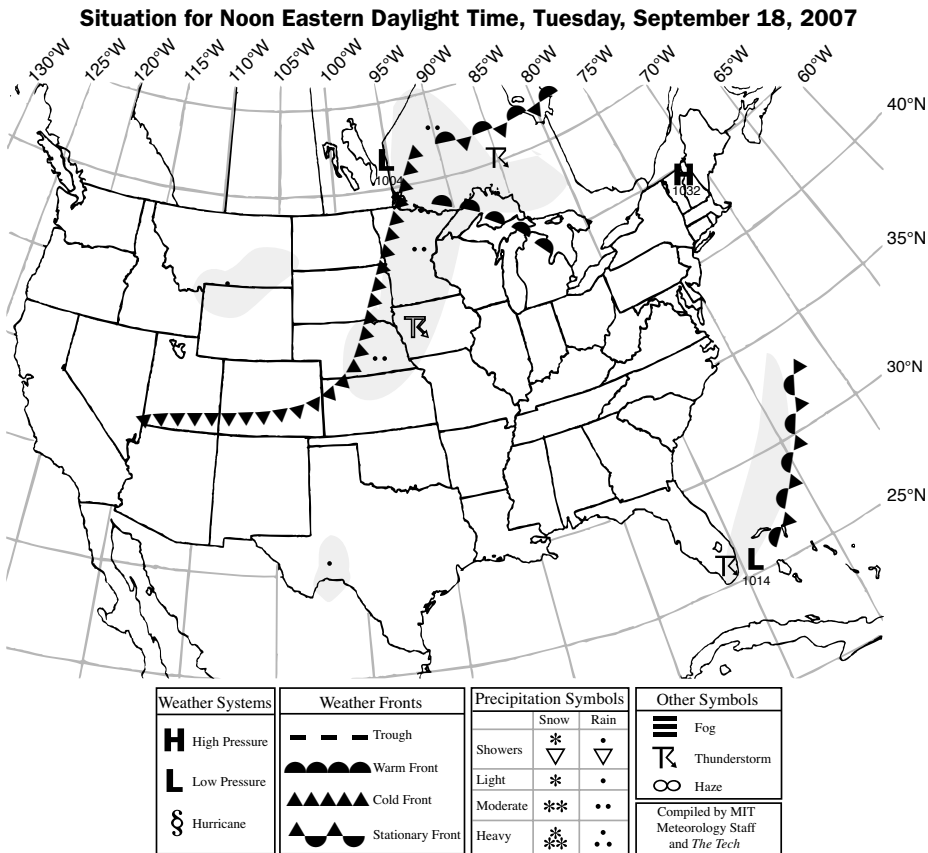 Situation for Noon Eastern Daylight Time, Tuesday, September 18, 2007
130°W 125°W 120°W 115°W 110°W 105°W 100°W 95°W 90°W 85°W 80°W 75°W 70°W 65°W 60°W
40°N
L
1004
H
1032
35°N
30°N
25°N
L
1014
Weather Systems
H High Pressure
L Low Pressure
§ Hurricane
Weather Fronts
Trough
Warm Front
Cold Front
Stationary Front
Precipitation Symbols
Snow Rain
Showers
Light
Moderate
Heavy
Other Symbols
Fog
Thunderstorm
Haze
Compiled by MIT
Meteorology Staff
and The Tech